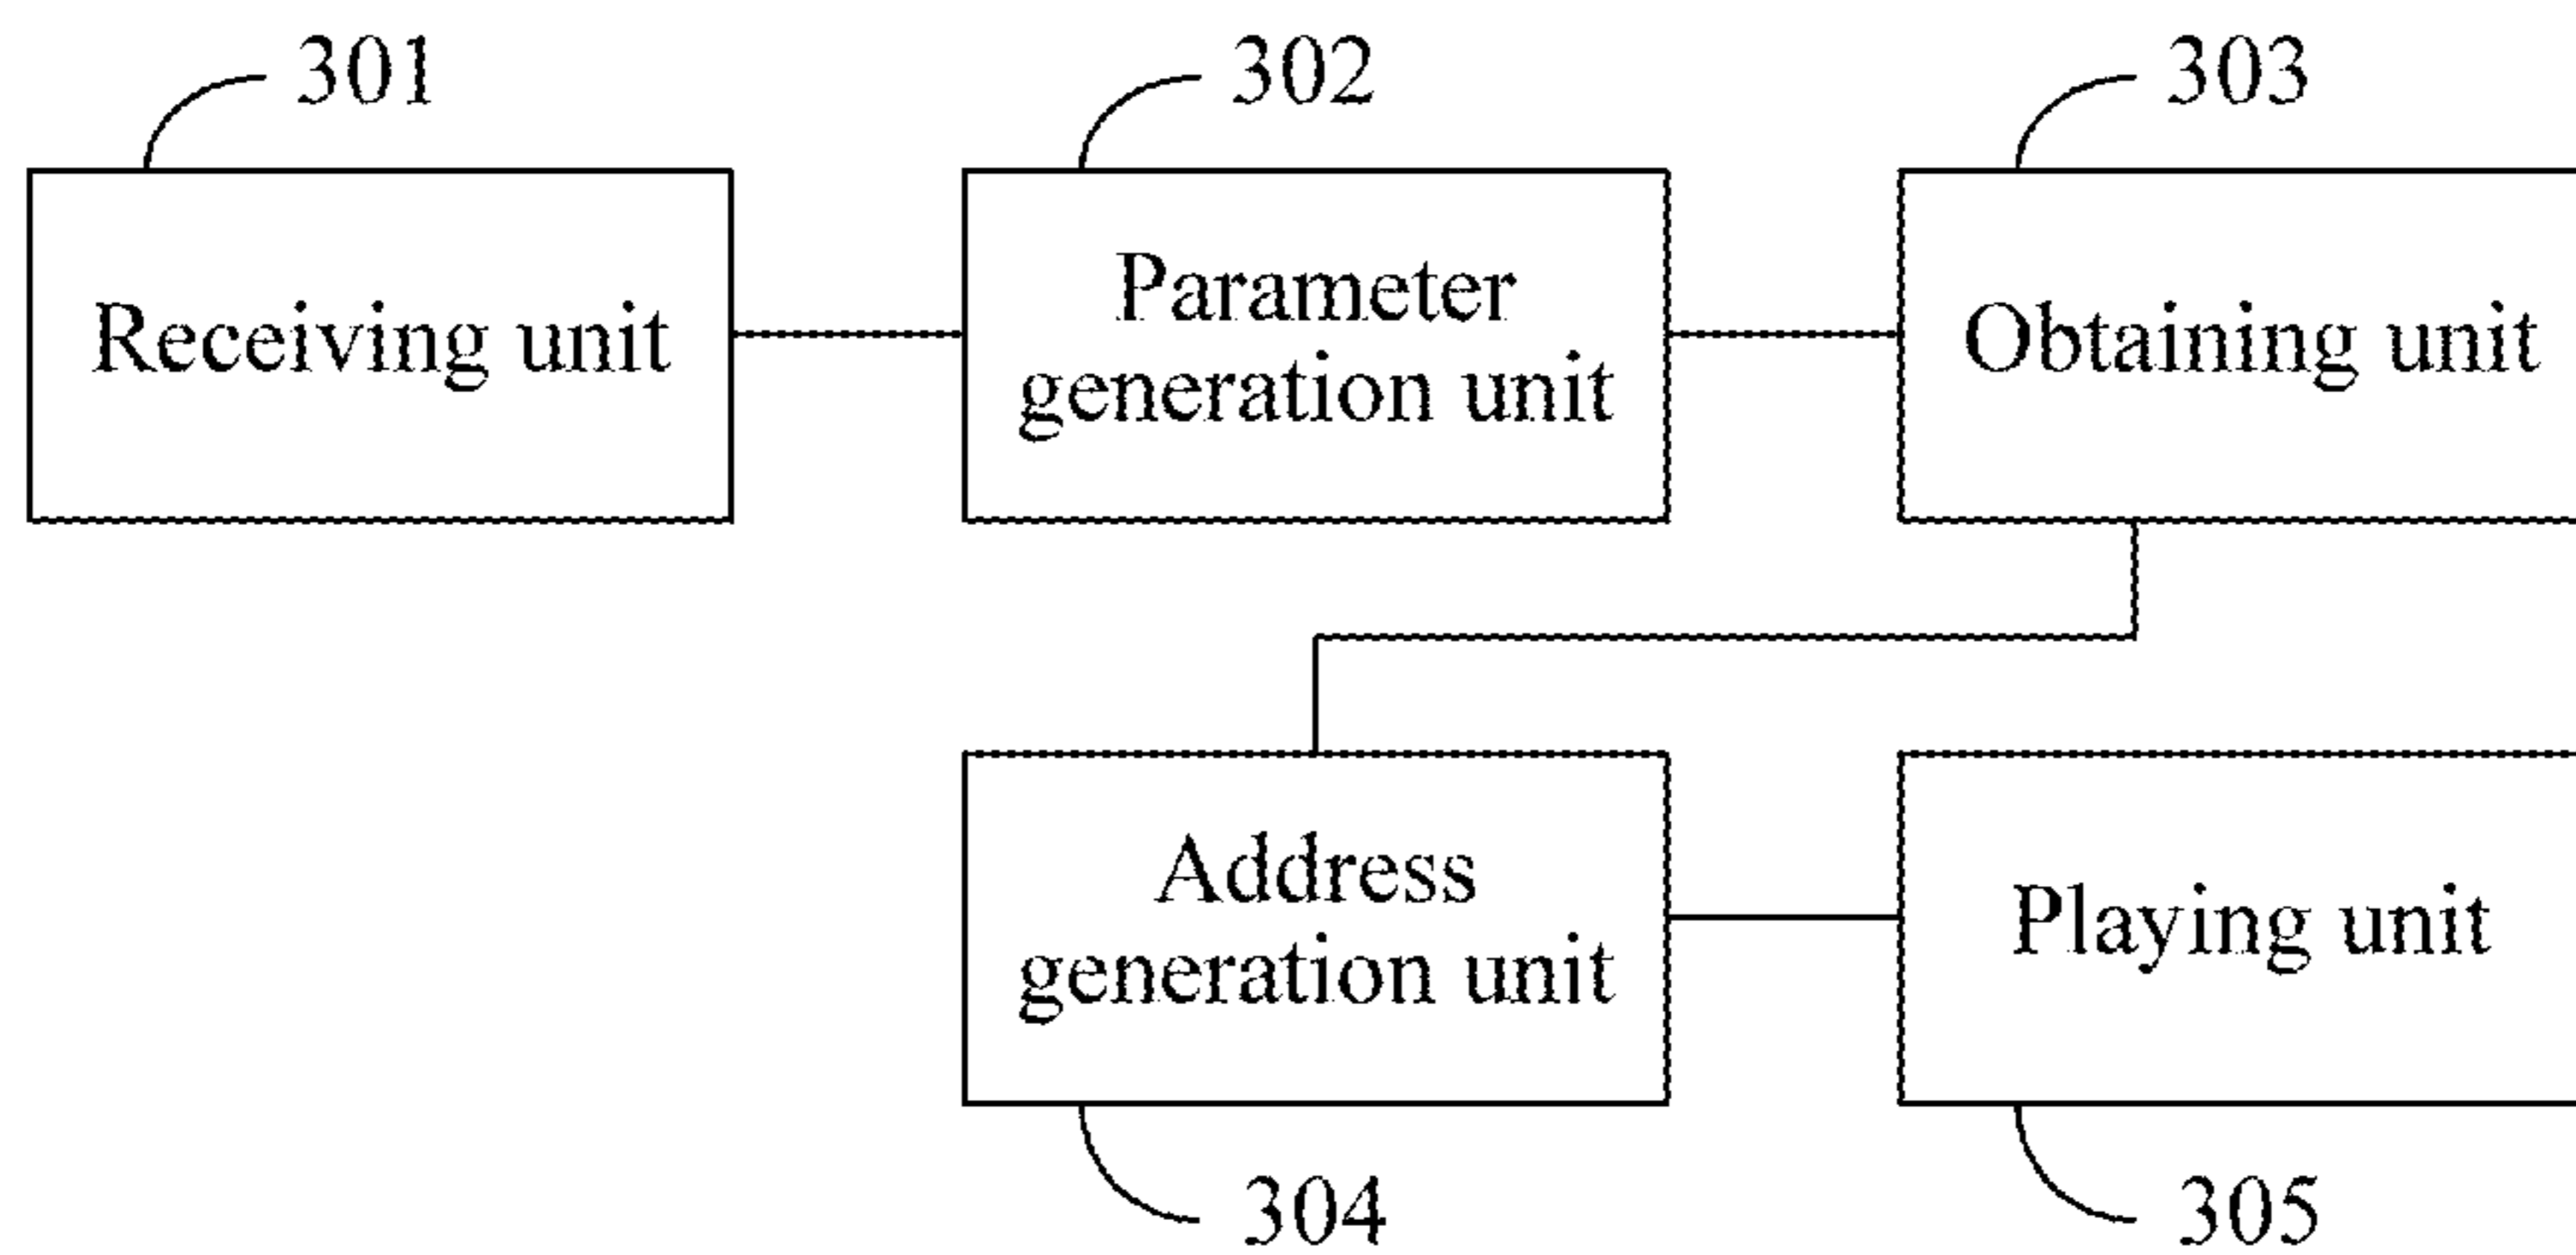 301
302
303
Receiving unit
Parameter
generation unit
Obtaining unit
Address
generation unit
Playing unit
304
305